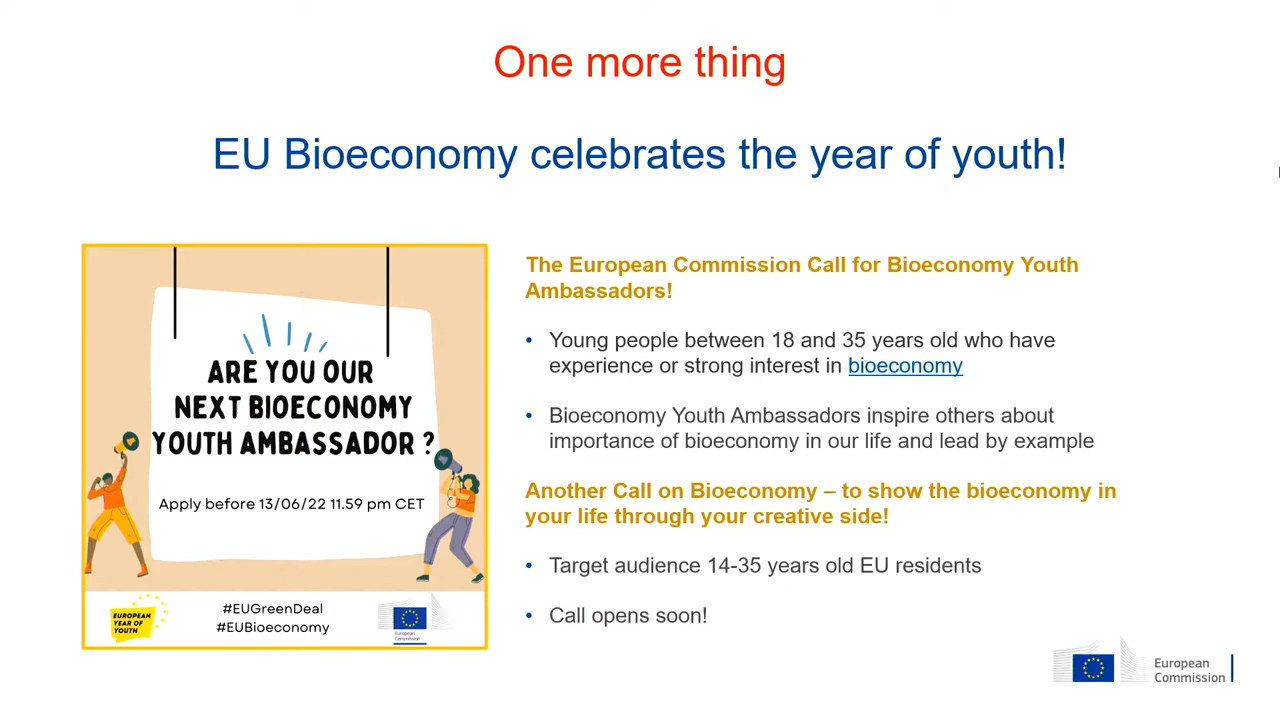 One more thing
EU Bioeconomy celebrates the year of youth!
ARE YOU OUR
NEXT BIOECONOMY
YOUTH AMBASSADOR ?
Apply before 13/06/22 11.59 pm CET
EUROPEAN
YEAR OF
YOUTH
#EUGreenDeal
#EUBioeconomy
European
Commission
The European Commission Call for Bioeconomy Youth
Ambassadors!
• Young people between 18 and 35 years old who have
experience or strong interest in bioeconomy
• Bioeconomy Youth Ambassadors inspire others about
importance of bioeconomy in our life and lead by example
Another Call on Bioeconomy – to show the bioeconomy in
your life through your creative side!
• Target audience 14-35 years old EU residents
• Call opens soon!
European
Commission